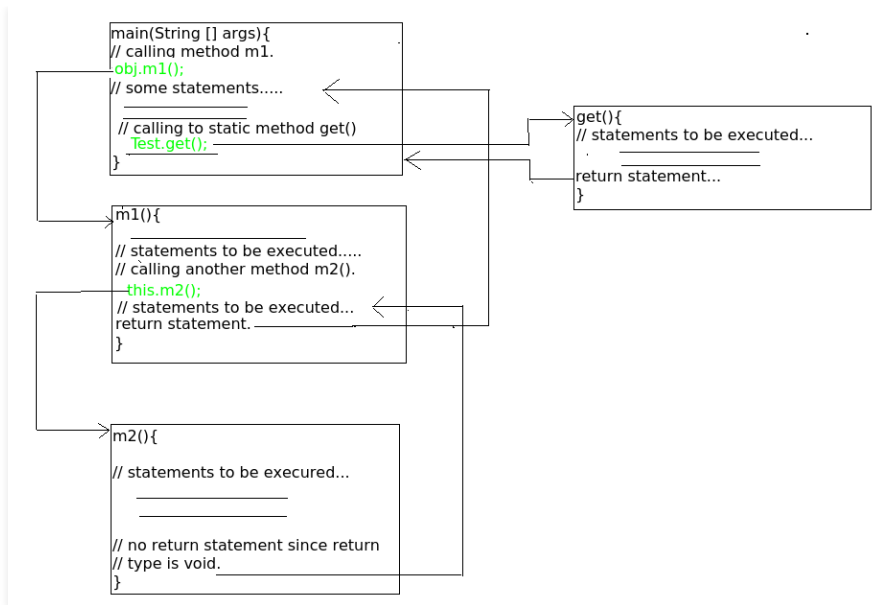 main(String [] args){
// calling method m1.
obj.m1();
// some statements.....
// calling to static method get()
Test.get();
}
get(){
// statements to be executed...
return statement...
}
m1(){
// statements to be executed.....
// calling another method m2().
this.m2();
// statements to be executed...
return statement.
}
m2(){
// statements to be execured...
// no return statement since return
// type is void.
}